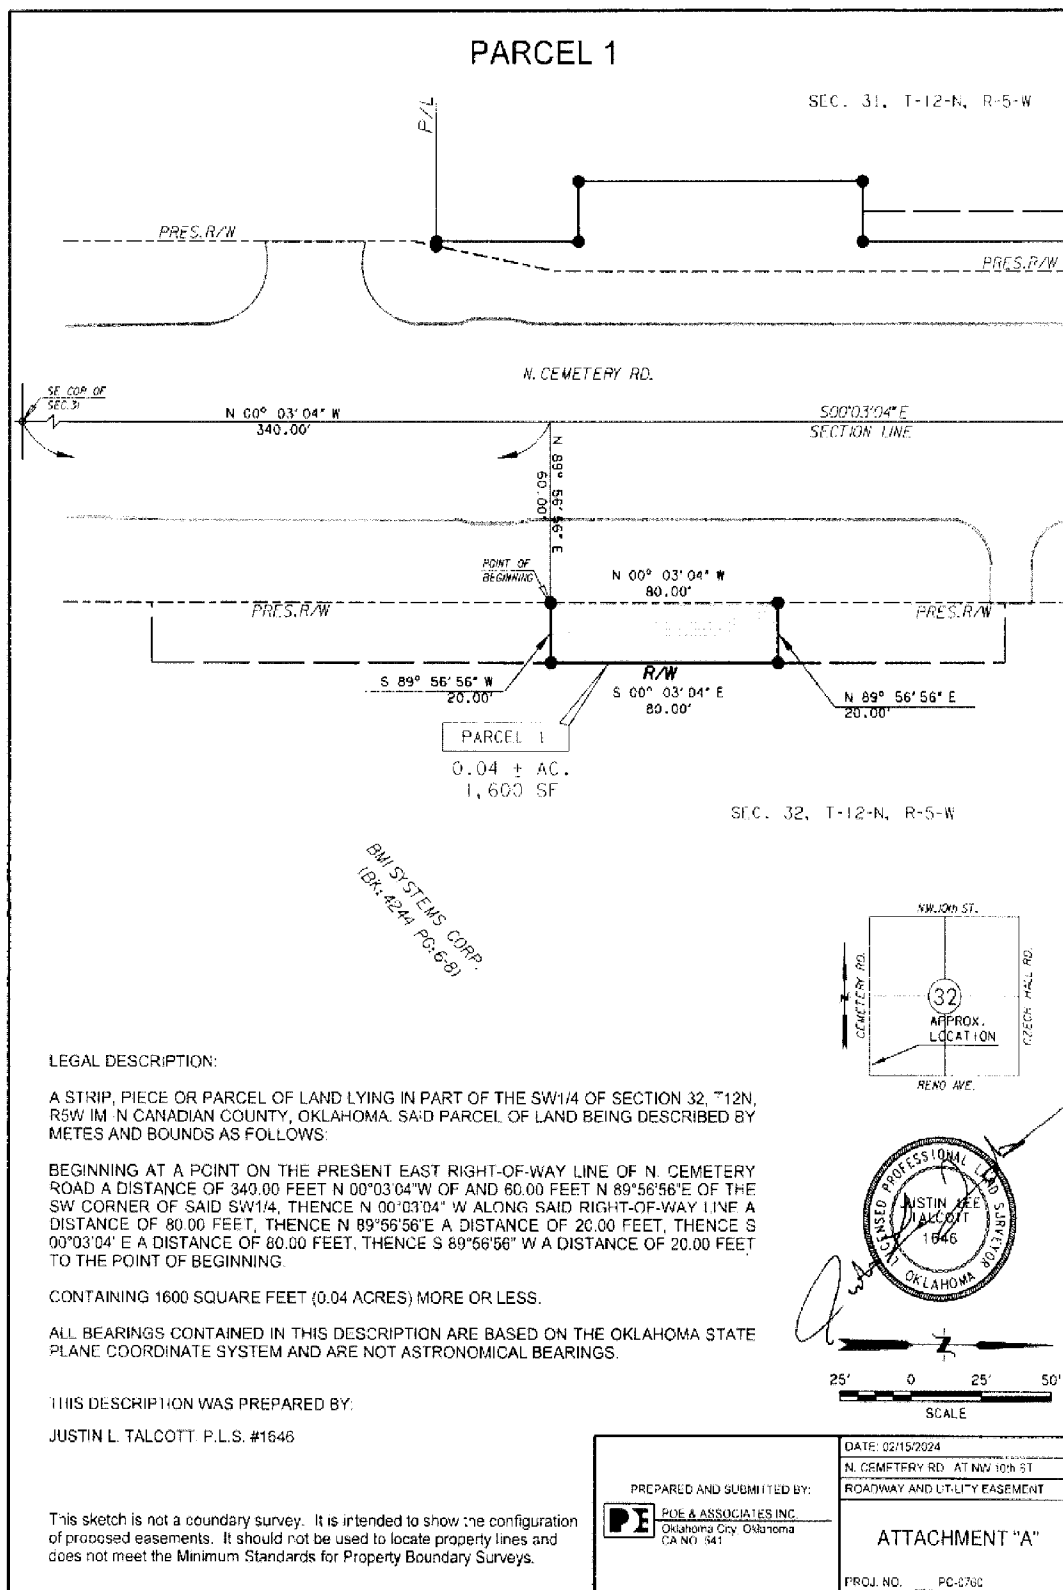 PARCEL 1
SEC. 31, T-12-N, R-5-W
P/L
PRES.R/W
PRES.R/W
N. CEMETERY RD.
SE COR OF
SEC.31
N 00° 03' 04" W
340.00'
S00°03'04" E
SECTION LINE
N 89° 56' 56" E
60.00'
POINT OF
BEGINNING
N 00° 03' 04" W
80.00'
PRES.R/W
PRES.R/W
S 89° 56' 56" W
20.00'
R/W
S 00° 03' 04" E
80.00'
N 89° 56' 56" E
20.00'
PARCEL 1
0.04 ± AC.
1,600 SF
SEC. 32, T-12-N, R-5-W
BMI SYSTEMS CORP.
(BK:4244 PG:6-8)
NW.10th ST.
CEMETERY RD.
N
32
CZECH HALL RD.
APPROX.
LOCATION
RENO AVE.
LEGAL DESCRIPTION:
A STRIP, PIECE OR PARCEL OF LAND LYING IN PART OF THE SW1/4 OF SECTION 32, T12N,
R5W IM IN CANADIAN COUNTY, OKLAHOMA. SAID PARCEL OF LAND BEING DESCRIBED BY
METES AND BOUNDS AS FOLLOWS:
BEGINNING AT A POINT ON THE PRESENT EAST RIGHT-OF-WAY LINE OF N. CEMETERY
ROAD A DISTANCE OF 340.00 FEET N 00°03'04"W OF AND 60.00 FEET N 89°56'56"E OF THE
SW CORNER OF SAID SW1/4, THENCE N 00°03'04" W ALONG SAID RIGHT-OF-WAY LINE A
DISTANCE OF 80.00 FEET, THENCE N 89°56'56"E A DISTANCE OF 20.00 FEET, THENCE S
00°03'04" E A DISTANCE OF 80.00 FEET, THENCE S 89°56'56" W A DISTANCE OF 20.00 FEET
TO THE POINT OF BEGINNING.
CONTAINING 1600 SQUARE FEET (0.04 ACRES) MORE OR LESS.
ALL BEARINGS CONTAINED IN THIS DESCRIPTION ARE BASED ON THE OKLAHOMA STATE
PLANE COORDINATE SYSTEM AND ARE NOT ASTRONOMICAL BEARINGS.
THIS DESCRIPTION WAS PREPARED BY:
JUSTIN L. TALCOTT P.L.S. #1646
LICENSED PROFESSIONAL LAND SURVEYOR
JUSTIN LEE
TALCOTT
1646
OKLAHOMA
N
25' 0 25' 50'
SCALE
This sketch is not a boundary survey. It is intended to show the configuration
of proposed easements. It should not be used to locate property lines and
does not meet the Minimum Standards for Property Boundary Surveys.
PREPARED AND SUBMITTED BY:
PE
POE & ASSOCIATES INC.
Oklahoma City, Oklahoma
CA NO. 641
DATE: 02/15/2024
N. CEMETERY RD. AT NW 10th ST
ROADWAY AND UTILITY EASEMENT
ATTACHMENT "A"
PROJ. NO. PC-0760